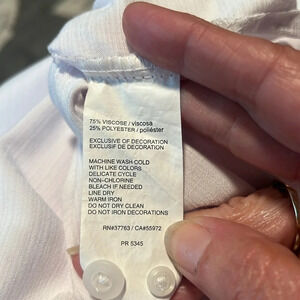 75% VISCOSE / viscosa
25% POLYESTER / poliéster
EXCLUSIVE OF DECORATION
EXCLUSIF DE DECORATION
MACHINE WASH COLD
WITH LIKE COLORS
DELICATE CYCLE
NON-CHLORINE
BLEACH IF NEEDED
LINE DRY
WARM IRON
DO NOT DRY CLEAN
DO NOT IRON DECORATIONS
RN#37763 / CA#55972
PR 5345